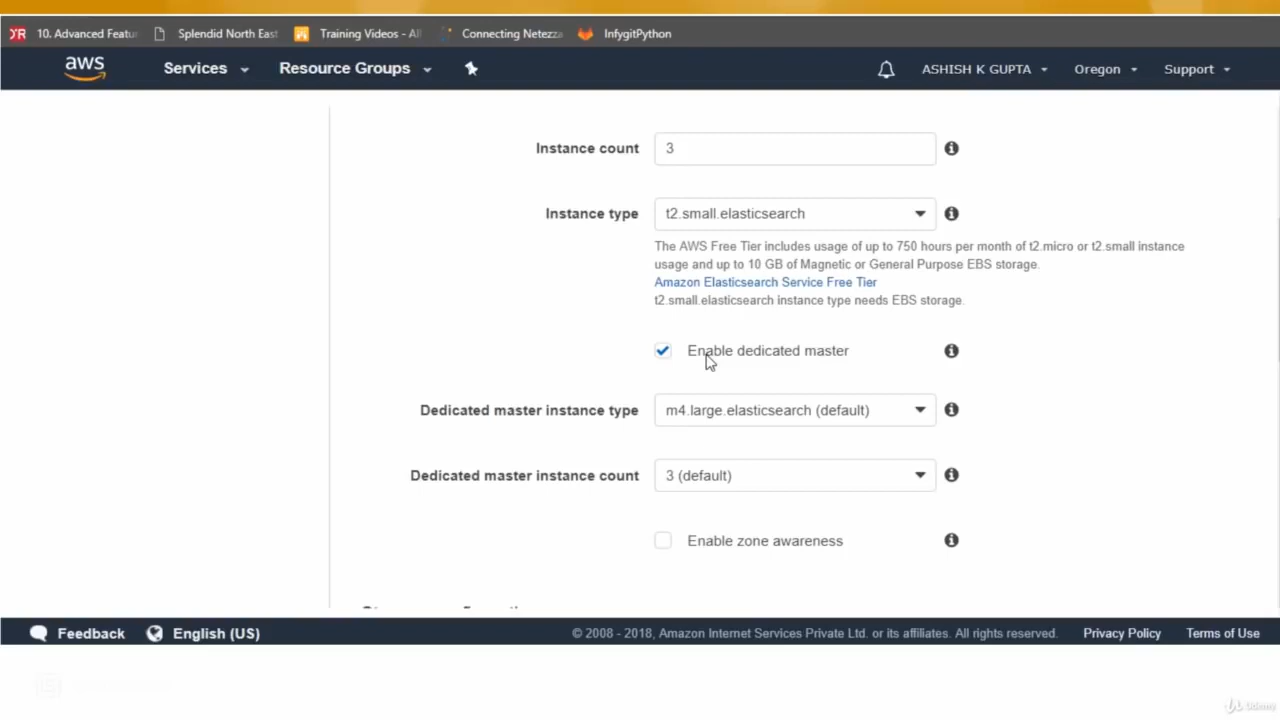 10. Advanced Featu
Splendid North East
Training Videos - Al
Connecting Netezza
InfygitPython
aws
Services
Resource Groups
ASHISH K GUPTA
Oregon
Support
Instance count
3
Instance type
t2.small.elasticsearch
The AWS Free Tier includes usage of up to 750 hours per month of t2.micro or t2.small instance
usage and up to 10 GB of Magnetic or General Purpose EBS storage.
Amazon Elasticsearch Service Free Tier
t2.small.elasticsearch instance type needs EBS storage.
Enable dedicated master
Dedicated master instance type
m4.large.elasticsearch (default)
Dedicated master instance count
3 (default)
Enable zone awareness
Feedback
English (US)
© 2008 - 2018, Amazon Internet Services Private Ltd. or its affiliates. All rights reserved.
Privacy Policy
Terms of Use
Udemy